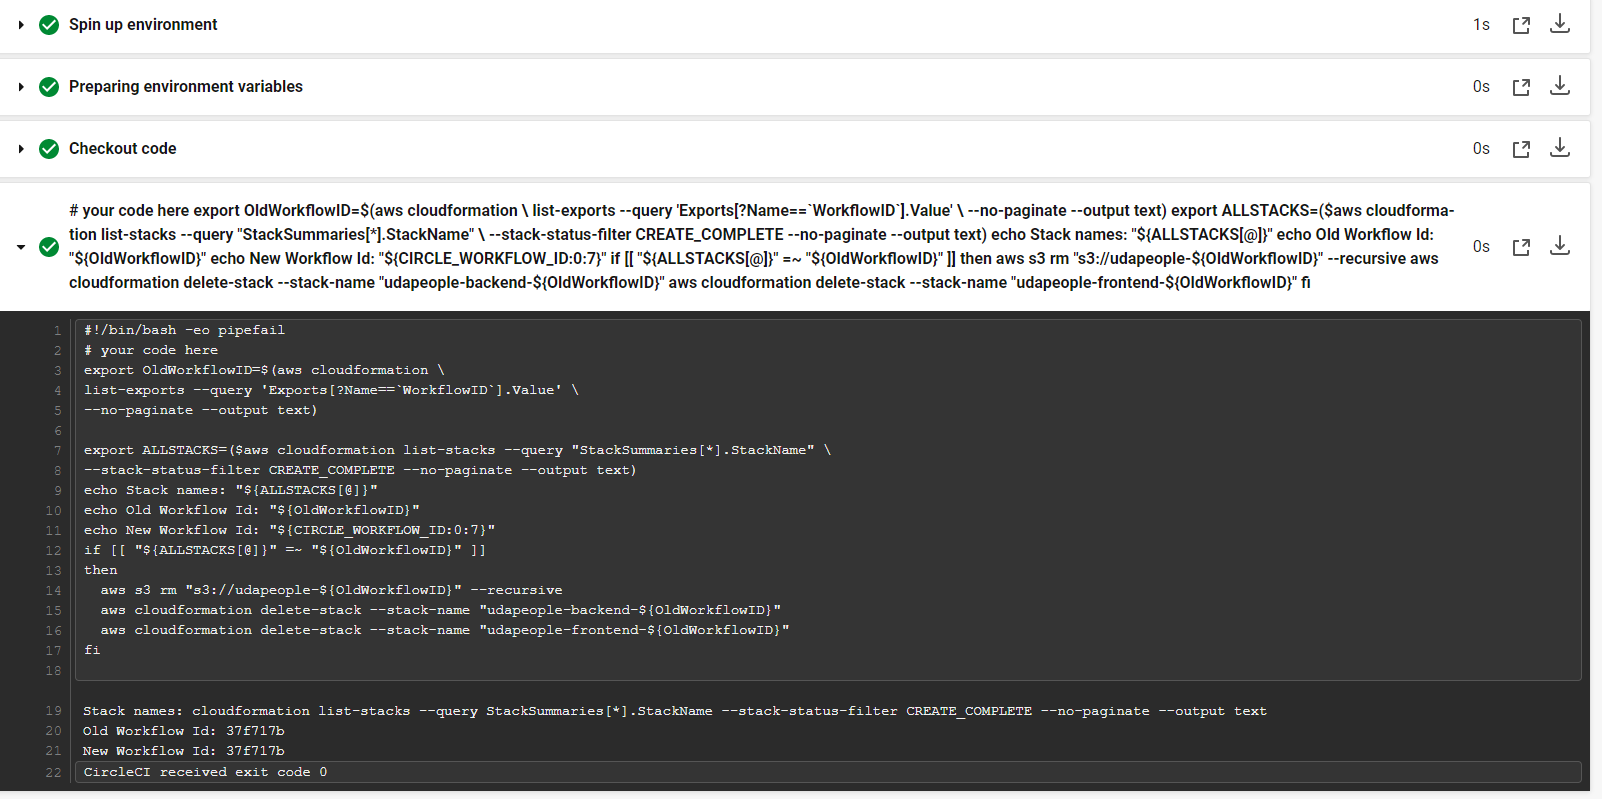 Spin up environment 1s
Preparing environment variables 0s
Checkout code 0s
# your code here export OldWorkflowID=$(aws cloudformation \ list-exports --query 'Exports[?Name==`WorkflowID`].Value' \ --no-paginate --output text) export ALLSTACKS=($aws cloudforma-
tion list-stacks --query "StackSummaries[*].StackName" \ --stack-status-filter CREATE_COMPLETE --no-paginate --output text) echo Stack names: "${ALLSTACKS[@]}" echo Old Workflow Id:
"${OldWorkflowID}" echo New Workflow Id: "${CIRCLE_WORKFLOW_ID:0:7}" if [[ "${ALLSTACKS[@]}" =~ "${OldWorkflowID}" ]] then aws s3 rm "s3://udapeople-${OldWorkflowID}" --recursive aws
cloudformation delete-stack --stack-name "udapeople-backend-${OldWorkflowID}" aws cloudformation delete-stack --stack-name "udapeople-frontend-${OldWorkflowID}" fi
0s
1 #!/bin/bash -eo pipefail
2 # your code here
3 export OldWorkflowID=$(aws cloudformation \
4 list-exports --query 'Exports[?Name==`WorkflowID`].Value' \
5 --no-paginate --output text)
6
7 export ALLSTACKS=($aws cloudformation list-stacks --query "StackSummaries[*].StackName" \
8 --stack-status-filter CREATE_COMPLETE --no-paginate --output text)
9 echo Stack names: "${ALLSTACKS[@]}"
10 echo Old Workflow Id: "${OldWorkflowID}"
11 echo New Workflow Id: "${CIRCLE_WORKFLOW_ID:0:7}"
12 if [[ "${ALLSTACKS[@]}" =~ "${OldWorkflowID}" ]]
13 then
14   aws s3 rm "s3://udapeople-${OldWorkflowID}" --recursive
15   aws cloudformation delete-stack --stack-name "udapeople-backend-${OldWorkflowID}"
16   aws cloudformation delete-stack --stack-name "udapeople-frontend-${OldWorkflowID}"
17 fi
18
19 Stack names: cloudformation list-stacks --query StackSummaries[*].StackName --stack-status-filter CREATE_COMPLETE --no-paginate --output text
20 Old Workflow Id: 37f717b
21 New Workflow Id: 37f717b
22 CircleCI received exit code 0